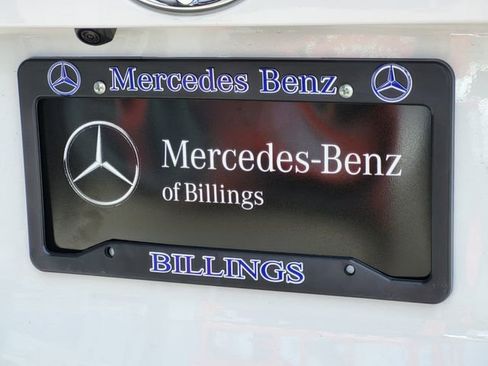 Mercedes Benz
Mercedes-Benz
of Billings
BILLINGS